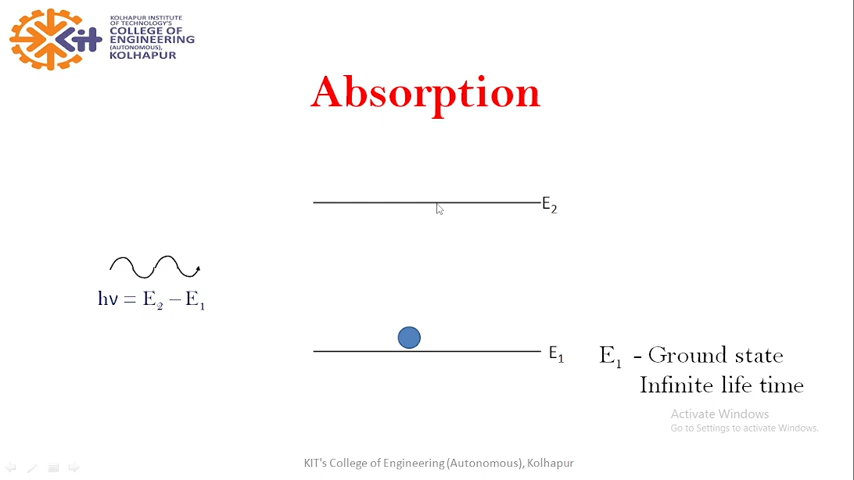 KOLHAPUR INSTITUTE
OF TECHNOLOGY'S
COLLEGE OF
ENGINEERING
(AUTONOMOUS),
KOLHAPUR
Kit
Absorption
E₂
hν = E₂ – E₁
E₁
E₁ - Ground state
Infinite life time
Activate Windows
Go to Settings to activate Windows.
KIT's College of Engineering (Autonomous), Kolhapur